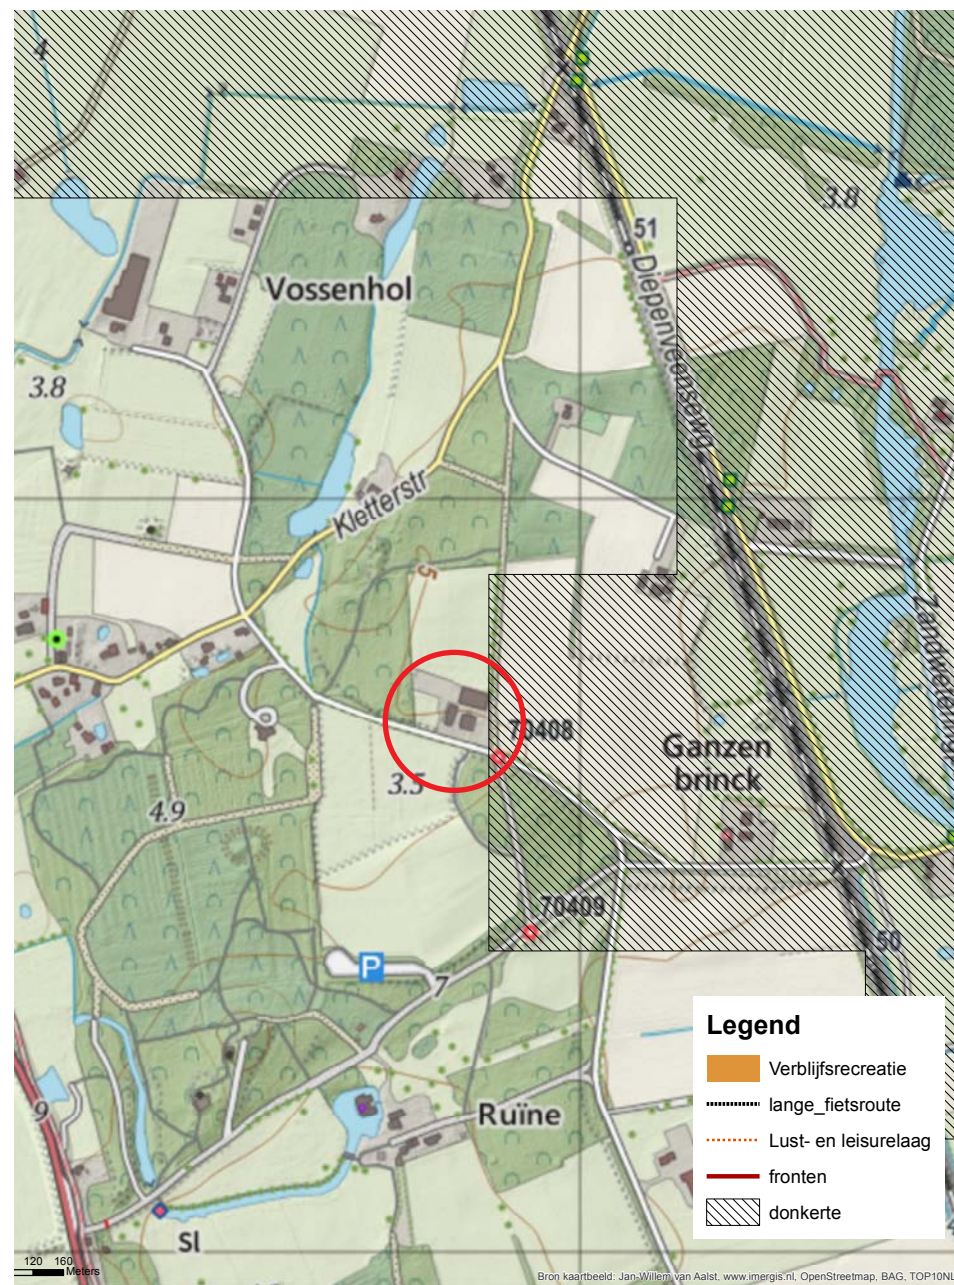 4
3.8
51
Diepenveensewg
Vossenhol
3.8
Kletterstr
5
Zandwetering
70408
Ganzen
brinck
3.5
4.9
70409
50
P
7
Legend
Verblijfsrecreatie
lange_fietsroute
Lust- en leisurelaag
fronten
donkerte
9
Ruïne
Sl
120 160
Meters
Bron kaartbeeld: Jan-Willem van Aalst, www.imergis.nl, OpenStreetmap, BAG, TOP10NL